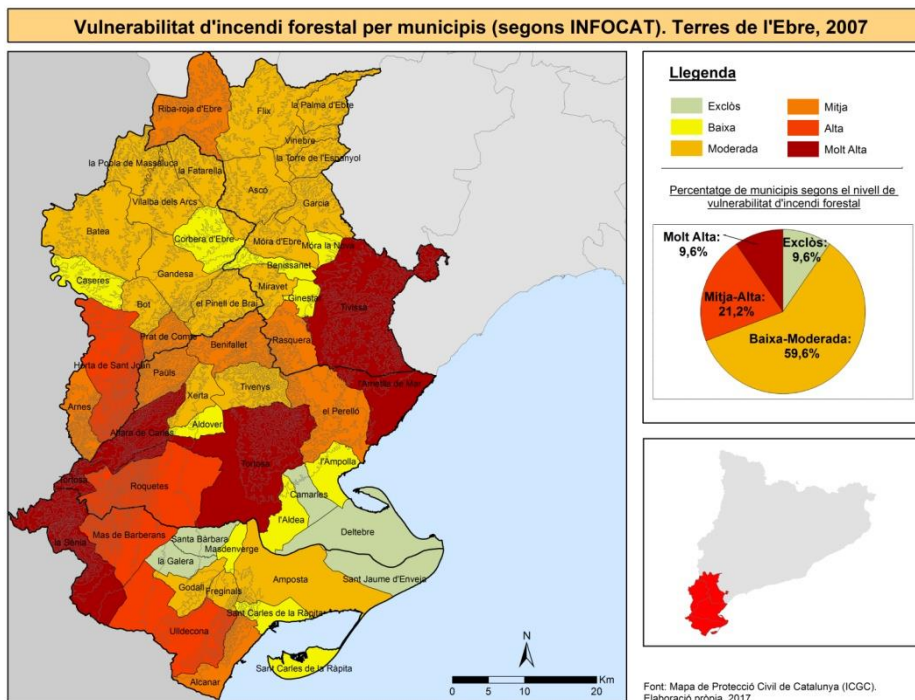 Vulnerabilitat d'incendi forestal per municipis (segons INFOCAT). Terres de l'Ebre, 2007
Riba-roja d'Ebre
Flix
la Palma d'Ebre
Vinebre
la Torre de l'Espanyol
la Pobla de Massaluca
la Fatarella
Ascó
Vilalba dels Arcs
Garcia
Batea
Corbera d'Ebre
Móra d'Ebre
Móra la Nova
Benissanet
Gandesa
Caseres
Miravet
Ginesta
Tivissa
Bot
el Pinell de Brai
Prat de Comte
Benifallet
Rasquera
Horta de Sant Joan
Paüls
l'Ametlla de Mar
Tivenys
Xerta
Arnes
el Perelló
Aldover
Alfara de Carles
Tortosa
l'Ampolla
Tortosa
Roquetes
Camarles
l'Aldea
Deltebre
Mas de Barberans
Santa Bàrbara
la Sénia
Masdenverge
la Galera
Sant Jaume d'Enveja
Godall
Amposta
Freginals
Sant Carles de la Ràpita
Ulldecona
Sant Carles de la Ràpita
Alcanar
N
Km
0 5 10 20
Llegenda
Exclòs
Mitja
Baixa
Alta
Moderada
Molt Alta
Percentatge de municipis segons el nivell de
vulnerabilitat d'incendi forestal
Molt Alta:
9,6%
Exclòs:
9,6%
Mitja-Alta:
21,2%
Baixa-Moderada:
59,6%
Font: Mapa de Protecció Civil de Catalunya (ICGC).
Elaboració pròpia, 2017